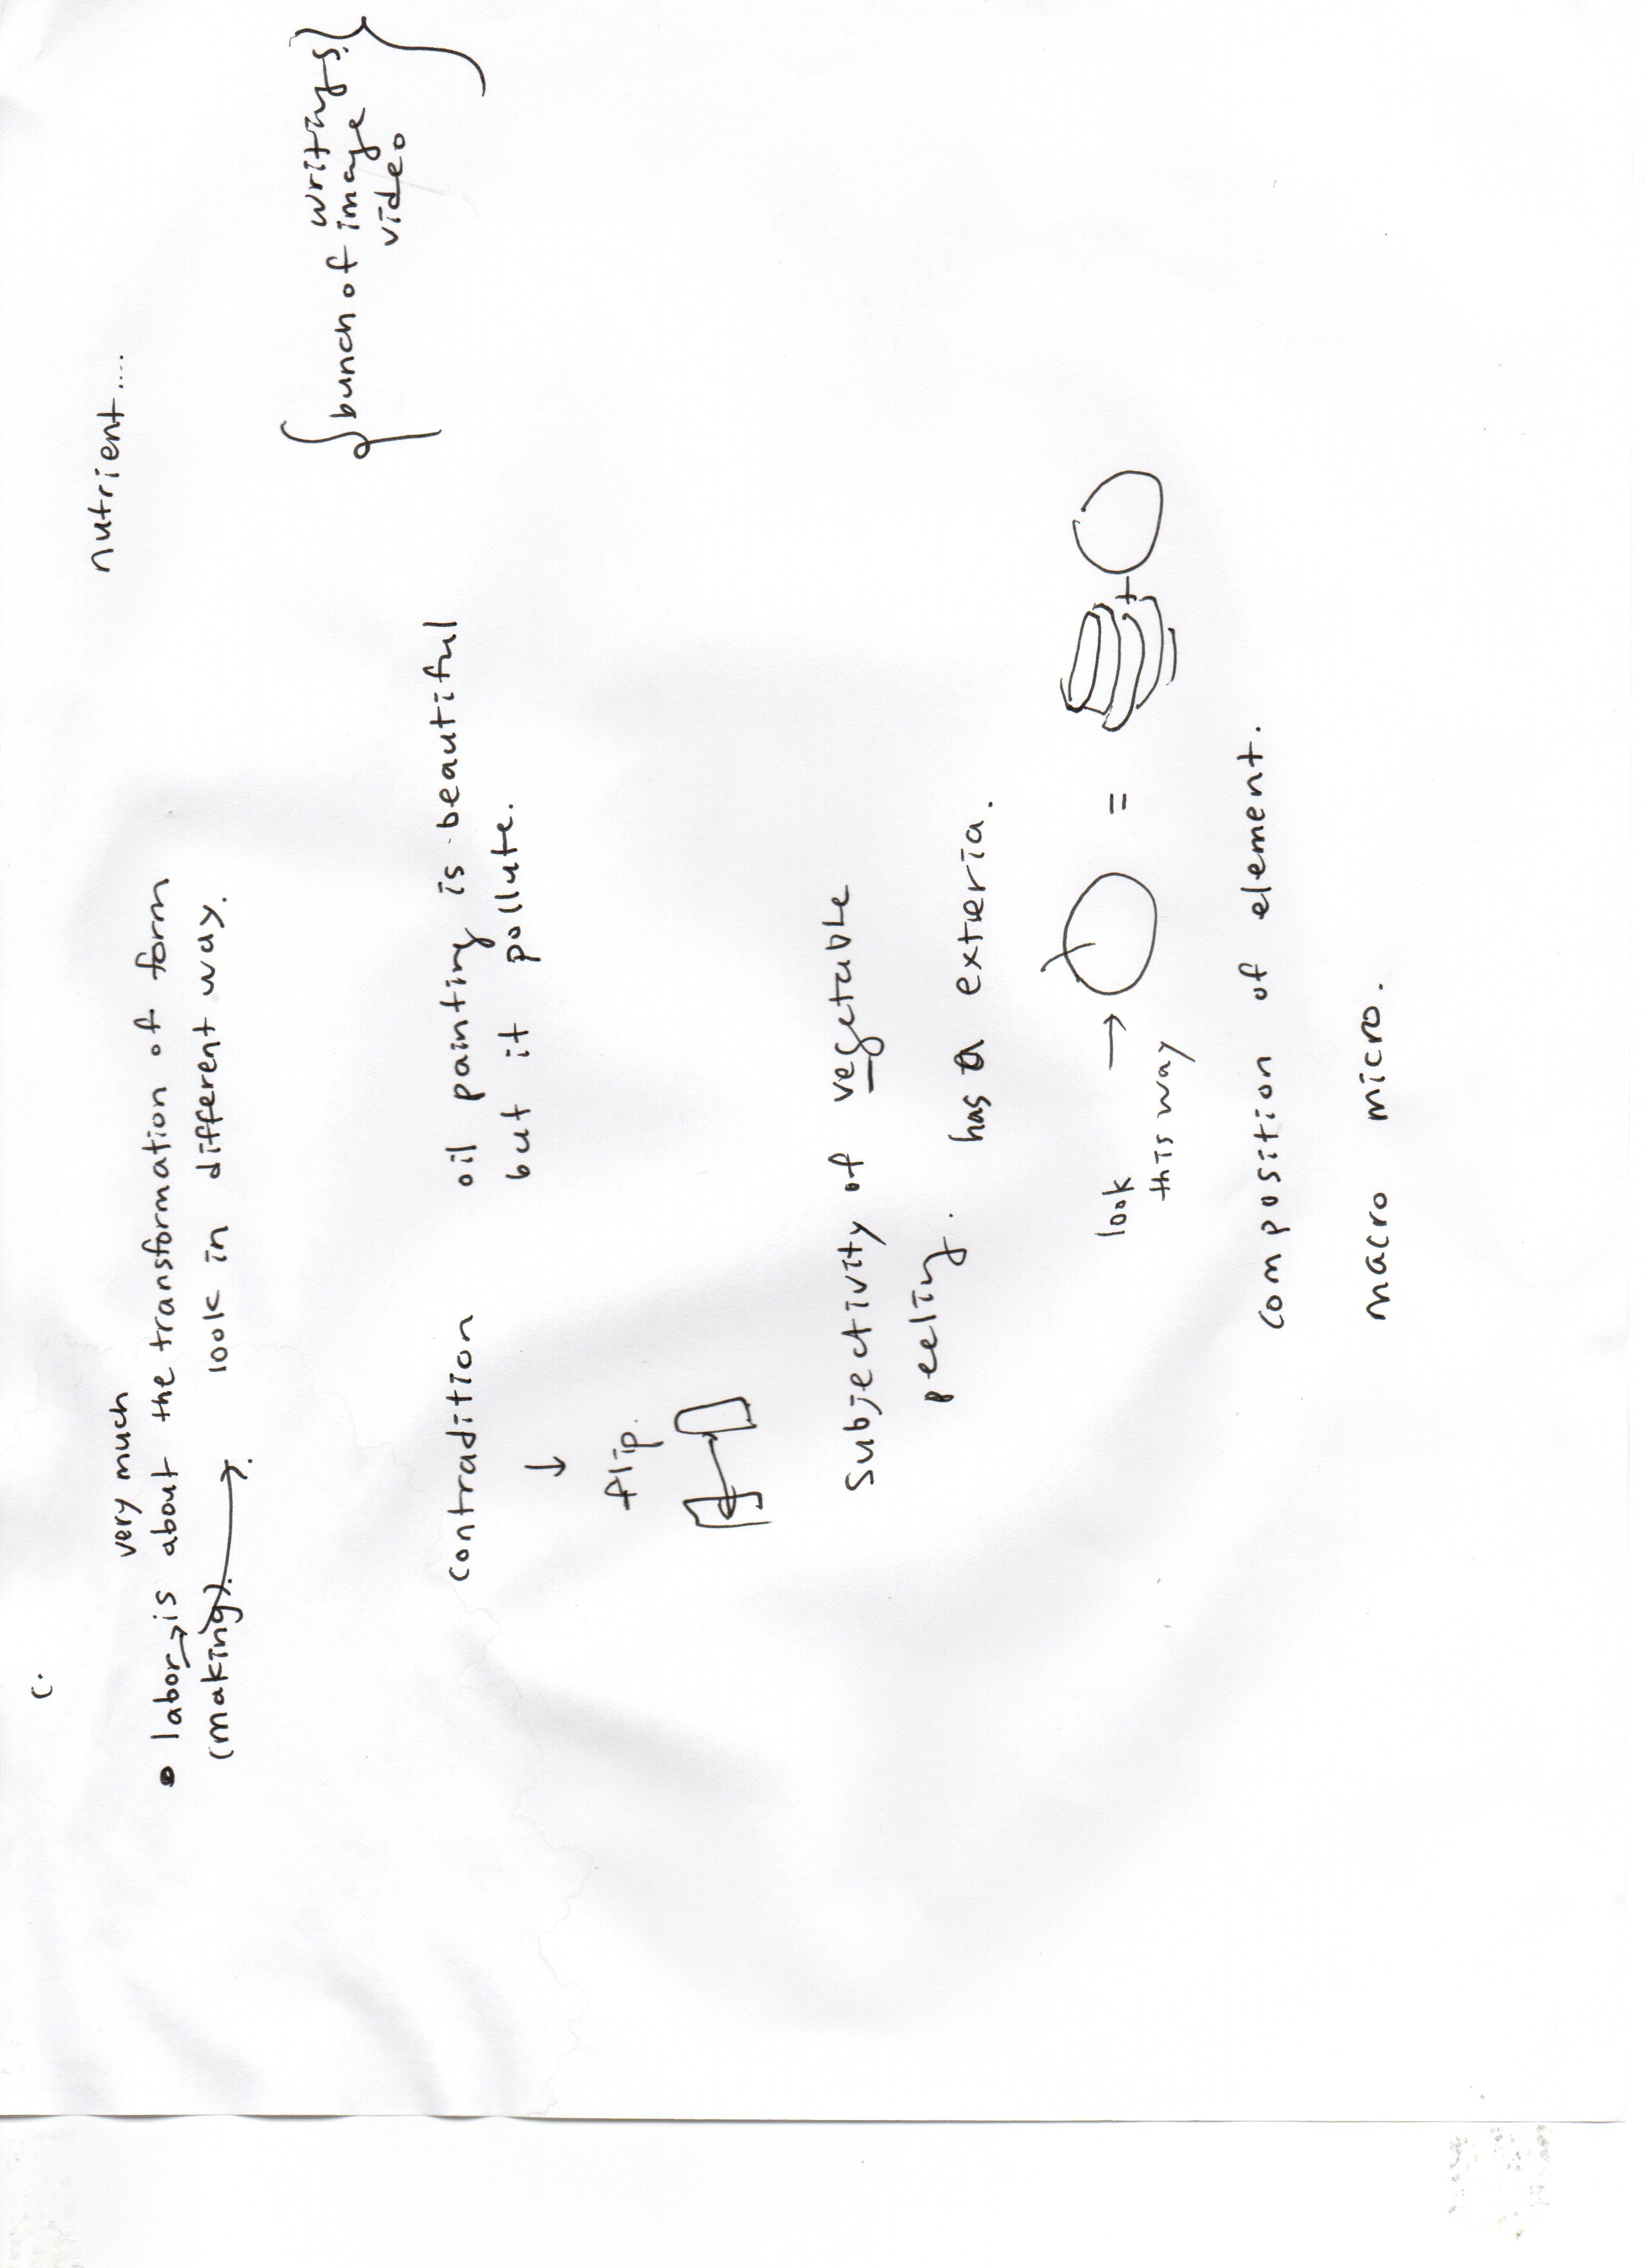 c.
nutrient....
very much
• labor → is about the transformation of form
(making). → look in different way.
{bunch of writings, image video}
contradition
oil painting is beautiful
but it pollute.
↓
flip.
Subjectivity of vegetable
peeling.
has a exteria.
look
this way → = +
composition of element.
macro micro.